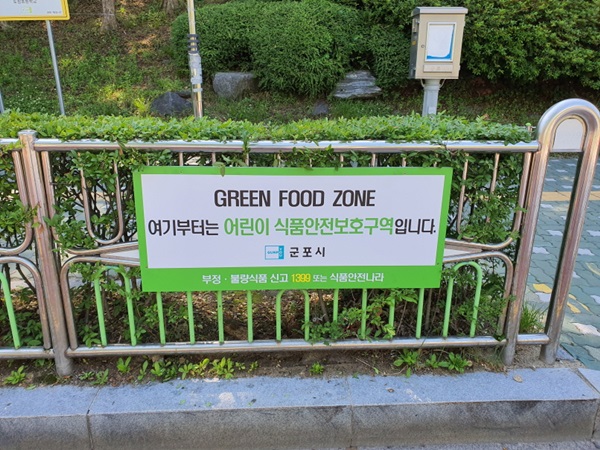 GREEN FOOD ZONE
여기부터는 어린이 식품안전보호구역입니다.
군포시
부정·불량식품 신고 1399 또는 식품안전나라